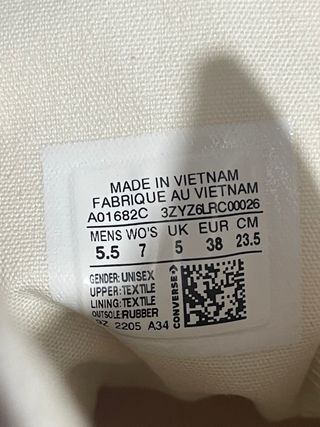 MADE IN VIETNAM
FABRIQUE AU VIETNAM
A01682C 3ZYZ6LRC00026
MENS WO'S UK EUR CM
5.5 7 5 38 23.5
GENDER:UNISEX
UPPER:TEXTILE
LINING:TEXTILE
OUTSOLE:RUBBER
2205 A34
CONVERSE